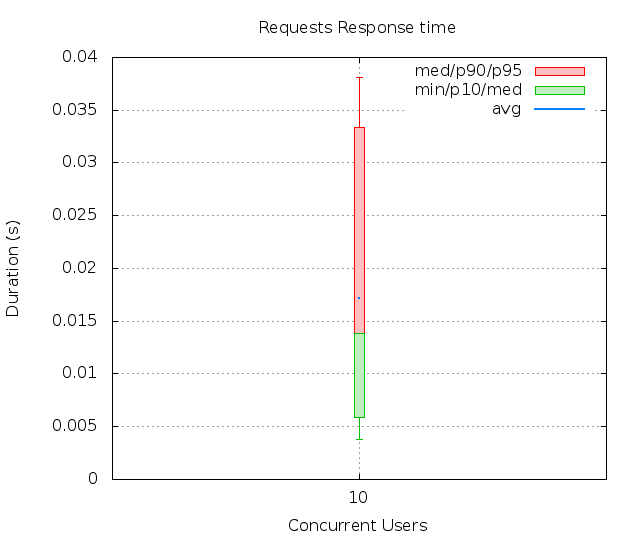 Requests Response time
med/p90/p95
min/p10/med
avg
0.04
0.035
0.03
0.025
0.02
0.015
0.01
0.005
0
Duration (s)
10
Concurrent Users